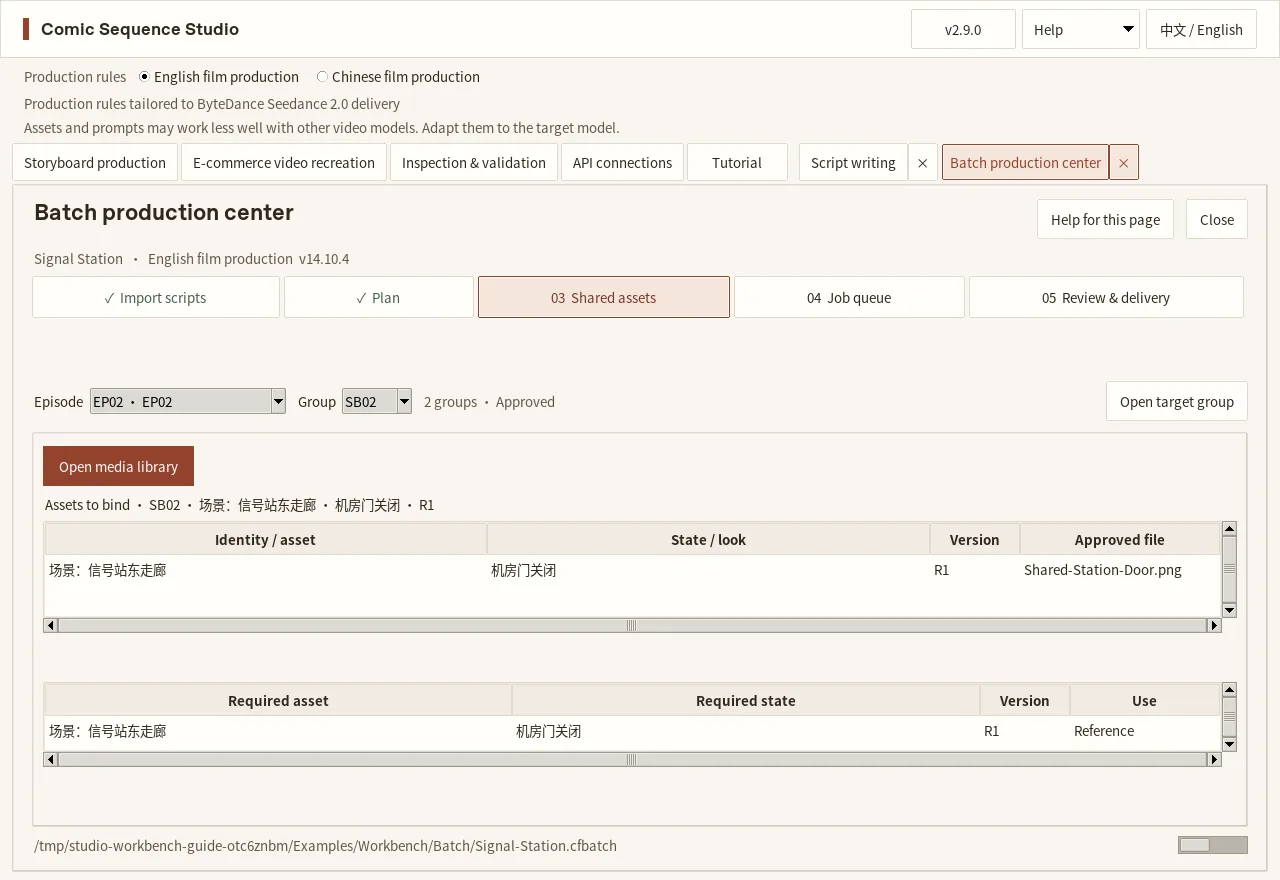 Comic Sequence Studio
v2.9.0
Help
中文 / English
Production rules English film production Chinese film production
Production rules tailored to ByteDance Seedance 2.0 delivery
Assets and prompts may work less well with other video models. Adapt them to the target model.
Storyboard production E-commerce video recreation Inspection & validation API connections Tutorial Script writing × Batch production center ×
Batch production center
Help for this page Close
Signal Station · English film production v14.10.4
✓ Import scripts ✓ Plan 03 Shared assets 04 Job queue 05 Review & delivery
Episode EP02 · EP02 Group SB02 2 groups · Approved Open target group
Open media library
Assets to bind · SB02 · 场景：信号站东走廊 · 机房门关闭 · R1
Identity / asset State / look Version Approved file
场景：信号站东走廊 机房门关闭 R1 Shared-Station-Door.png
Required asset Required state Version Use
场景：信号站东走廊 机房门关闭 R1 Reference
/tmp/studio-workbench-guide-otc6znbm/Examples/Workbench/Batch/Signal-Station.cfbatch